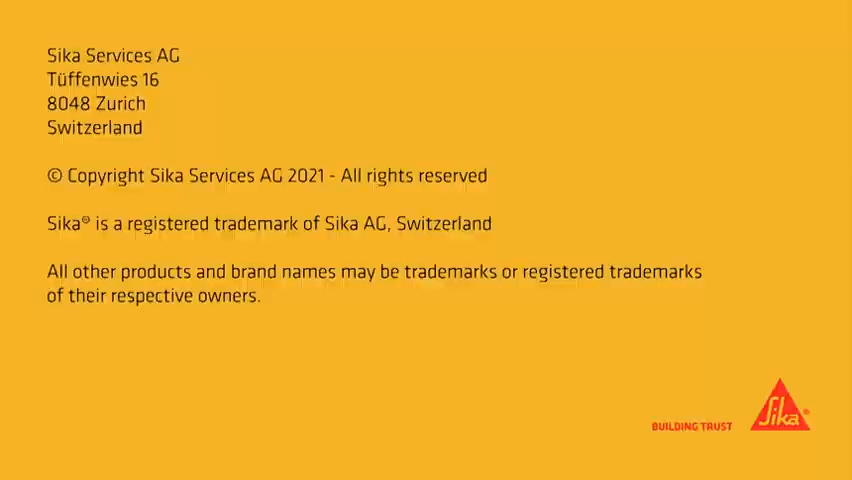 Sika Services AG
Tüffenwies 16
8048 Zurich
Switzerland
© Copyright Sika Services AG 2021 - All rights reserved
Sika® is a registered trademark of Sika AG, Switzerland
All other products and brand names may be trademarks or registered trademarks
of their respective owners.
BUILDING TRUST
Sika®